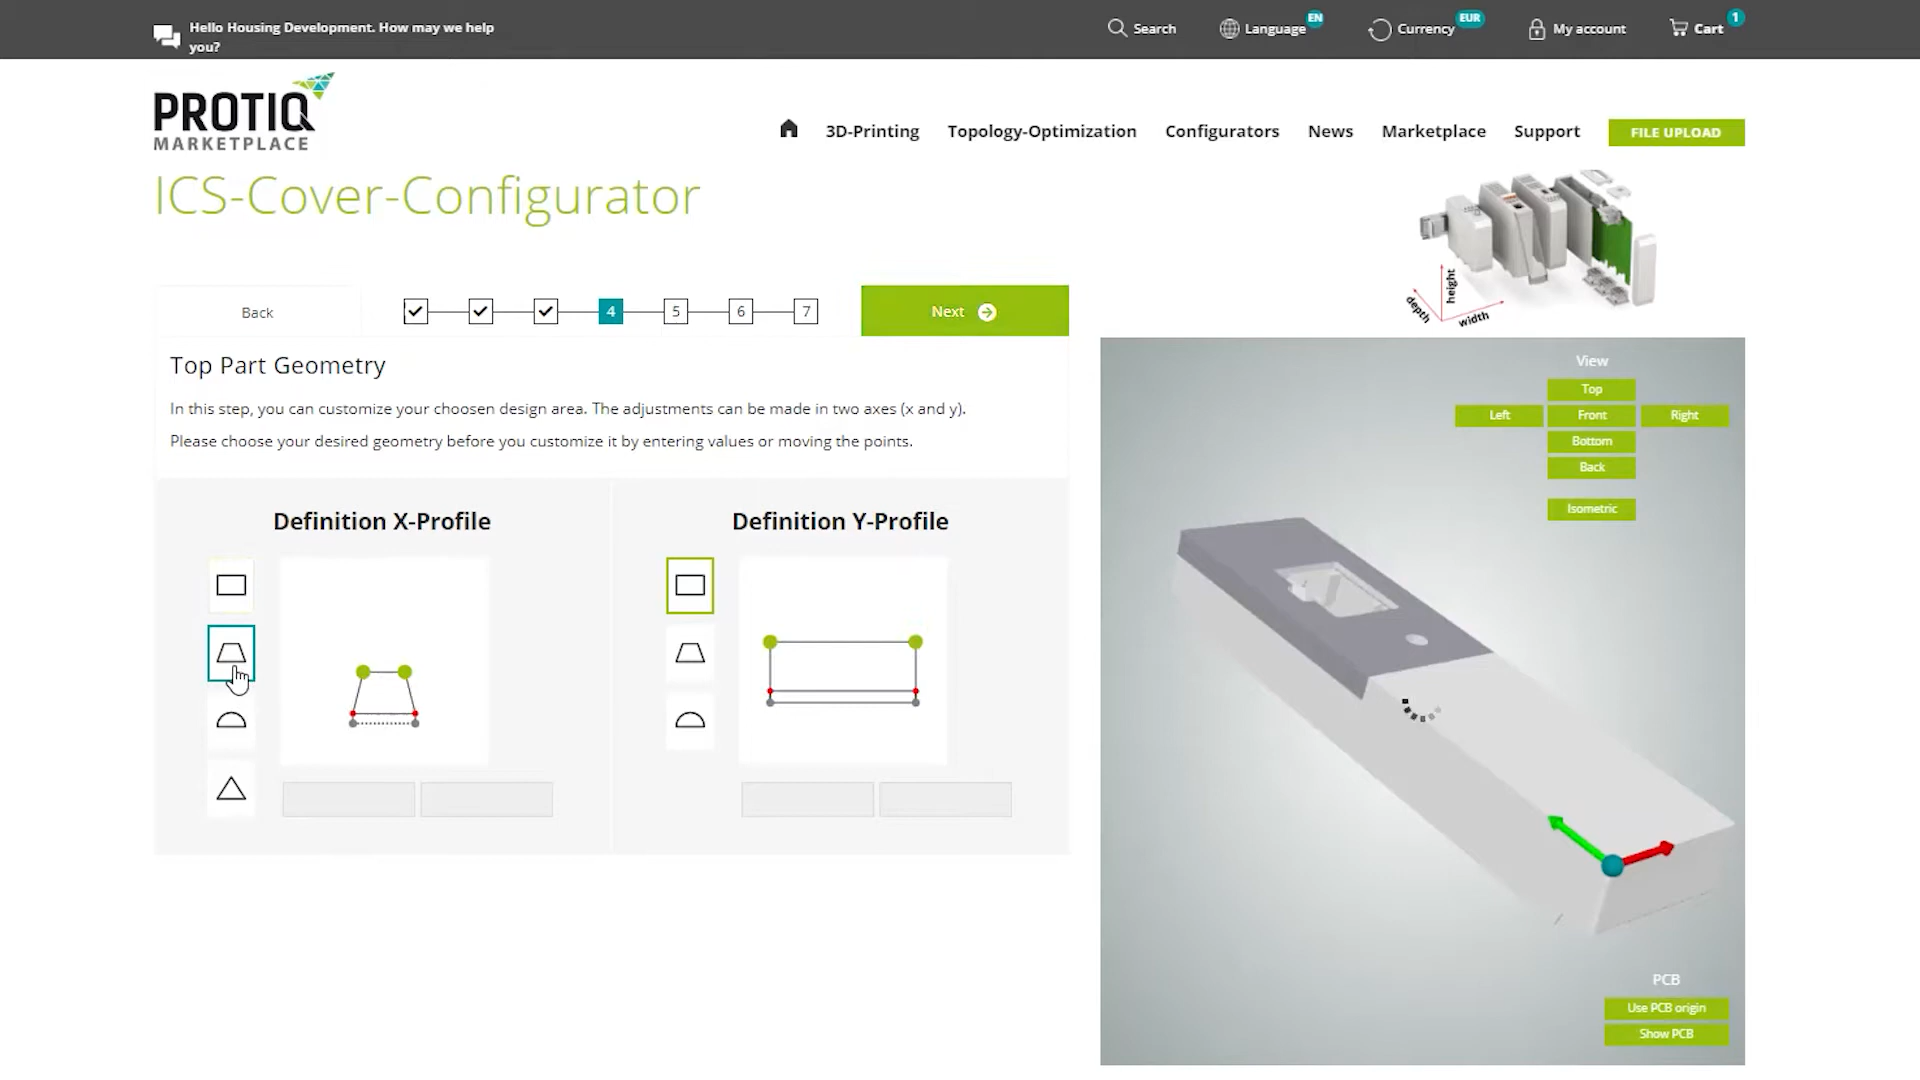 Hello Housing Development. How may we help
you?
Search
Language EN
Currency EUR
My account
Cart 1
PROTIQ
MARKETPLACE
3D-Printing
Topology-Optimization
Configurators
News
Marketplace
Support
FILE UPLOAD
ICS-Cover-Configurator
height
depth
width
Back
4
5
6
7
Next
Top Part Geometry
In this step, you can customize your choosen design area. The adjustments can be made in two axes (x and y).
Please choose your desired geometry before you customize it by entering values or moving the points.
Definition X-Profile
Definition Y-Profile
View
Top
Left
Front
Right
Bottom
Back
Isometric
PCB
Use PCB origin
Show PCB